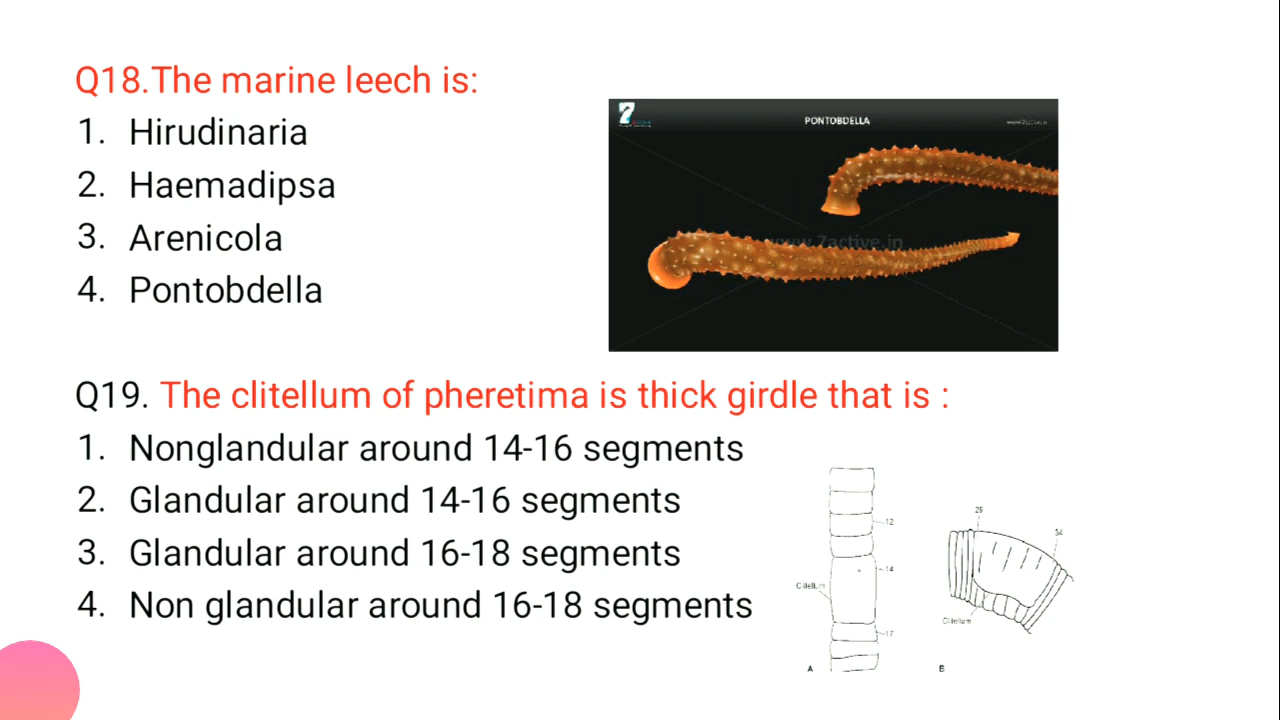 Q18.The marine leech is:
1. Hirudinaria
2. Haemadipsa
3. Arenicola
4. Pontobdella
PONTOBDELLA
www.7active.in
Q19. The clitellum of pheretima is thick girdle that is :
1. Nonglandular around 14-16 segments
2. Glandular around 14-16 segments
3. Glandular around 16-18 segments
4. Non glandular around 16-18 segments
12
14
Clitellum
17
A
26
34
Clitellum
B